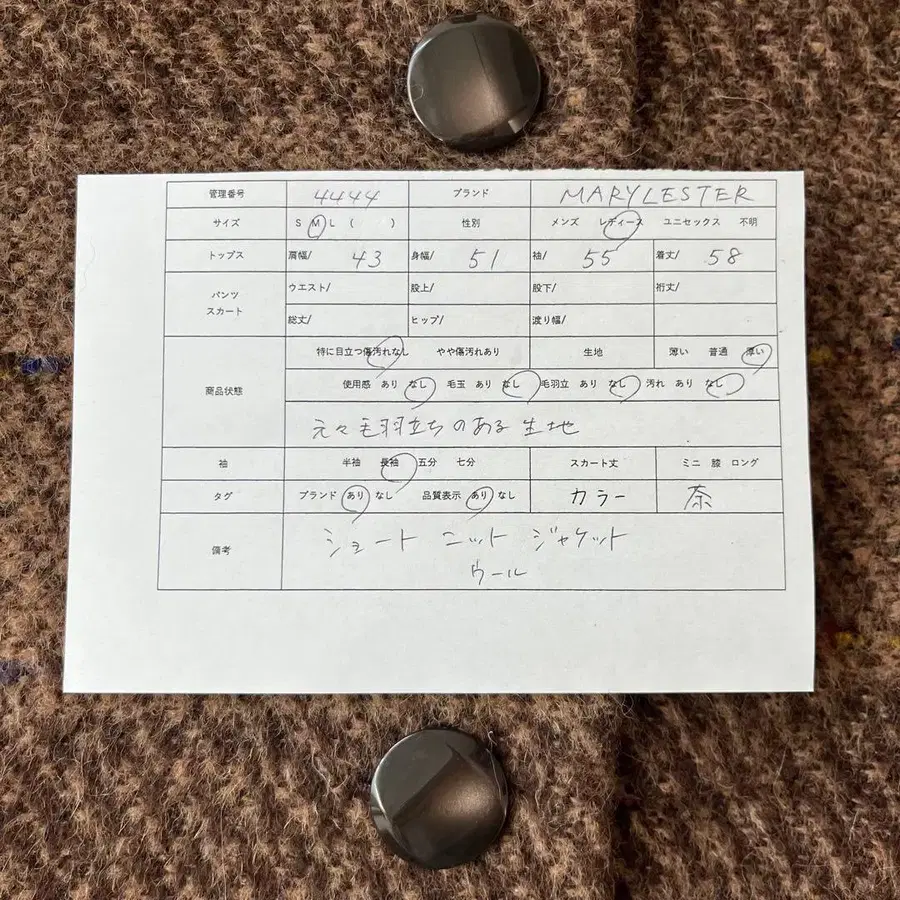 管理番号 4444 ブランド MARYLESTER
サイズ S M L ( ) 性別 メンズ レディース ユニセックス 不明
トップス 肩幅/ 43 身幅/ 51 袖/ 55 着丈/ 58
パンツ
スカート
ウエスト/ 股上/ 股下/ 裄丈/
総丈/ ヒップ/ 渡り幅/
商品状態
特に目立つ傷汚れなし やや傷汚れあり 生地 薄い 普通 厚い
使用感 あり なし 毛玉 あり なし 毛羽立 あり なし 汚れ あり なし
元々毛羽立ちのある生地
袖 半袖 長袖 五分 七分 スカート丈 ミニ 膝 ロング
タグ ブランド あり なし 品質表示 あり なし カラー 茶
備考
ショート ニット ジャケット
ウール